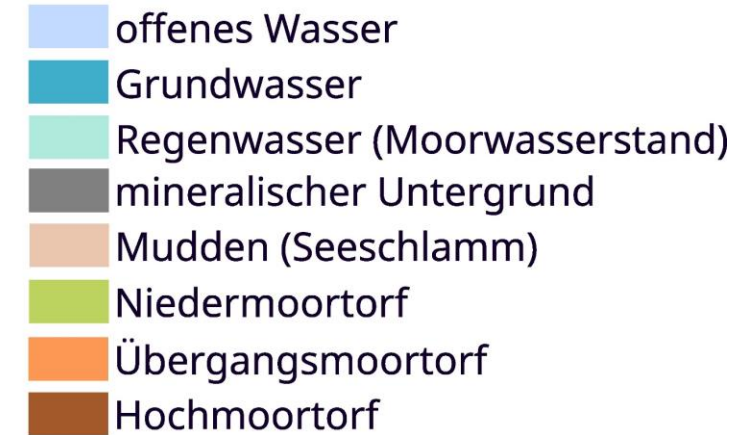 offenes Wasser
Grundwasser
Regenwasser (Moorwasserstand)
mineralischer Untergrund
Mudden (Seeschlamm)
Niedermoortorf
Übergangsmoortorf
Hochmoortorf